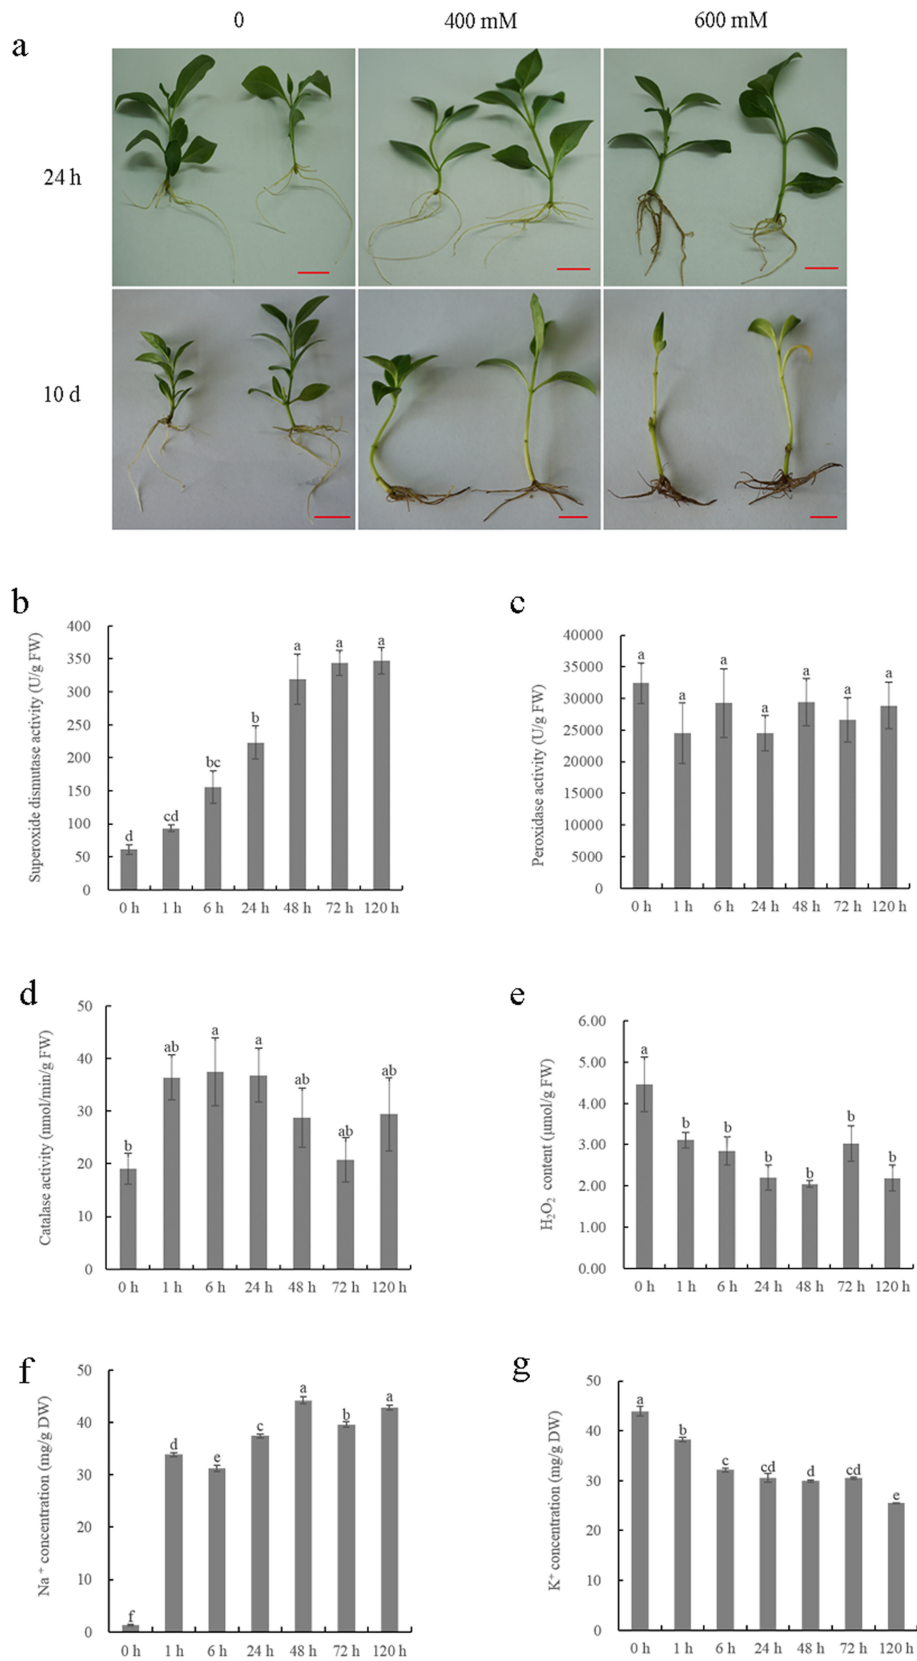 0 400 mM 600 mM
a
24 h
10 d
b
Superoxide dismutase activity (U/g FW)
400
350
300
250
200
150
100
50
0
d cd bc b a a a
0 h 1 h 6 h 24 h 48 h 72 h 120 h
c
Peroxidase activity (U/g FW)
40000
35000
30000
25000
20000
15000
10000
5000
0
a a a a a a a
0 h 1 h 6 h 24 h 48 h 72 h 120 h
d
Catalase activity (nmol/min/g FW)
50
40
30
20
10
0
b ab a a ab ab ab
0 h 1 h 6 h 24 h 48 h 72 h 120 h
e
H₂O₂ content (μmol/g FW)
6.00
5.00
4.00
3.00
2.00
1.00
0.00
a b b b b b b
0 h 1 h 6 h 24 h 48 h 72 h 120 h
f
Na⁺ concentration (mg/g DW)
50
40
30
20
10
0
f d e c a b a
0 h 1 h 6 h 24 h 48 h 72 h 120 h
g
K⁺ concentration (mg/g DW)
50
40
30
20
10
0
a b c cd d cd e
0 h 1 h 6 h 24 h 48 h 72 h 120 h